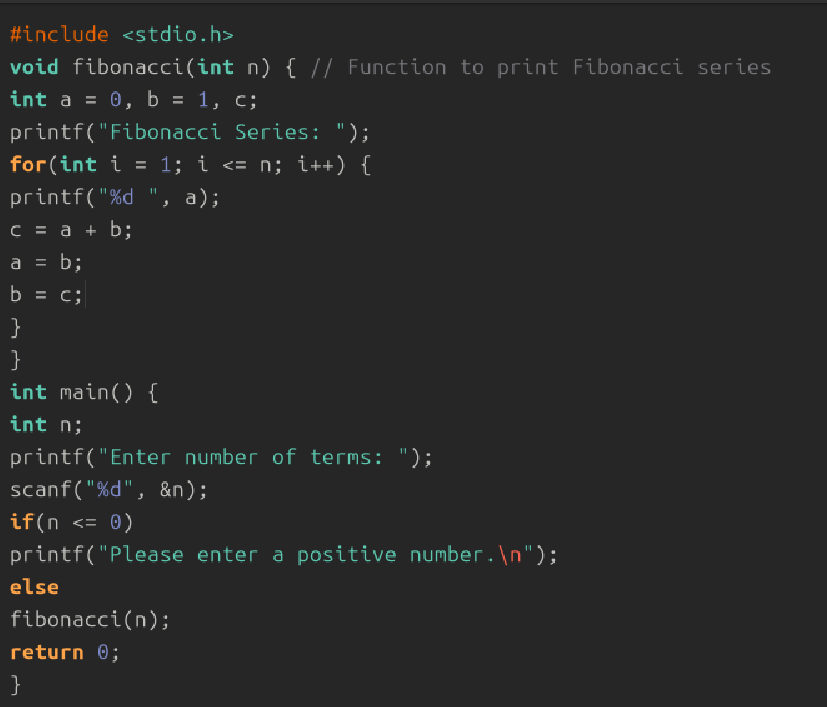 #include <stdio.h>
void fibonacci(int n) { // Function to print Fibonacci series
int a = 0, b = 1, c;
printf("Fibonacci Series: ");
for(int i = 1; i <= n; i++) {
printf("%d ", a);
c = a + b;
a = b;
b = c;
}
}
int main() {
int n;
printf("Enter number of terms: ");
scanf("%d", &n);
if(n <= 0)
printf("Please enter a positive number.\n");
else
fibonacci(n);
return 0;
}